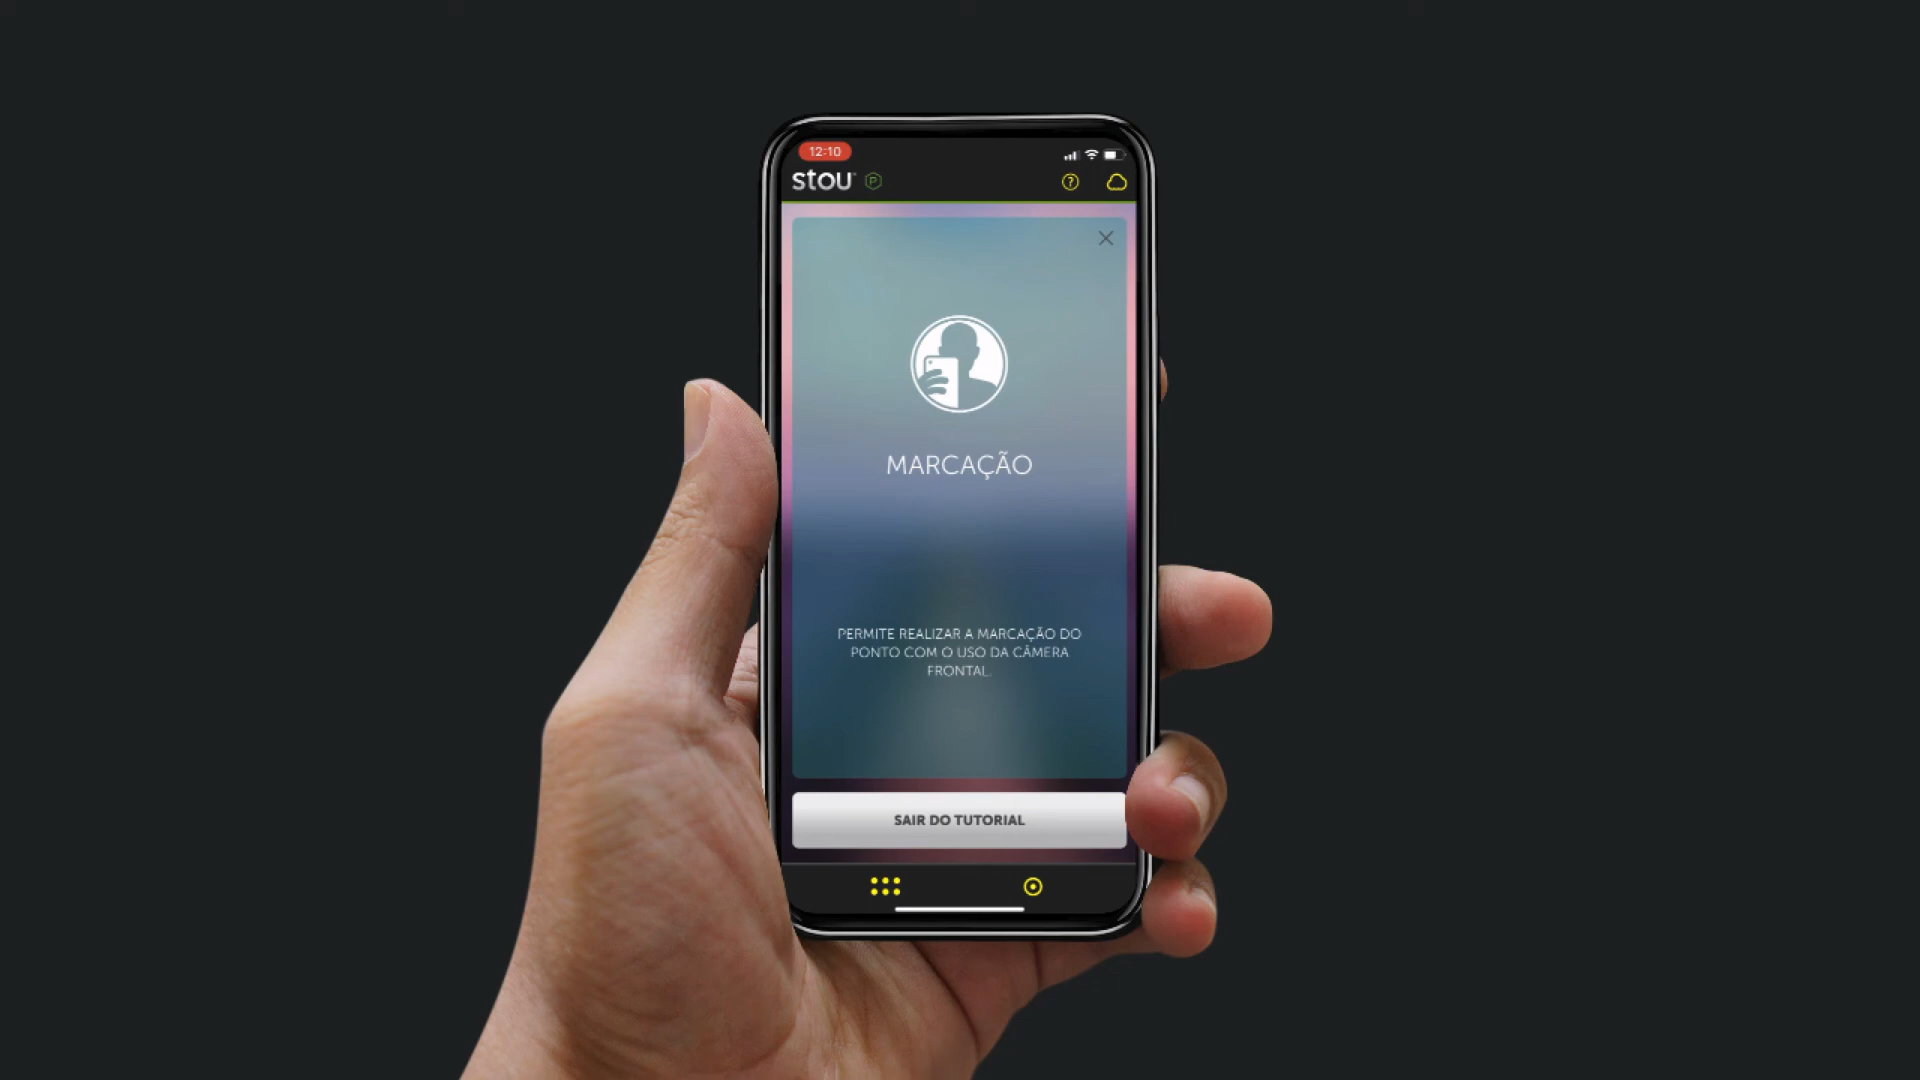 12:10
stou
P
?
MARCAÇÃO
PERMITE REALIZAR A MARCAÇÃO DO
PONTO COM O USO DA CÂMERA
FRONTAL.
SAIR DO TUTORIAL